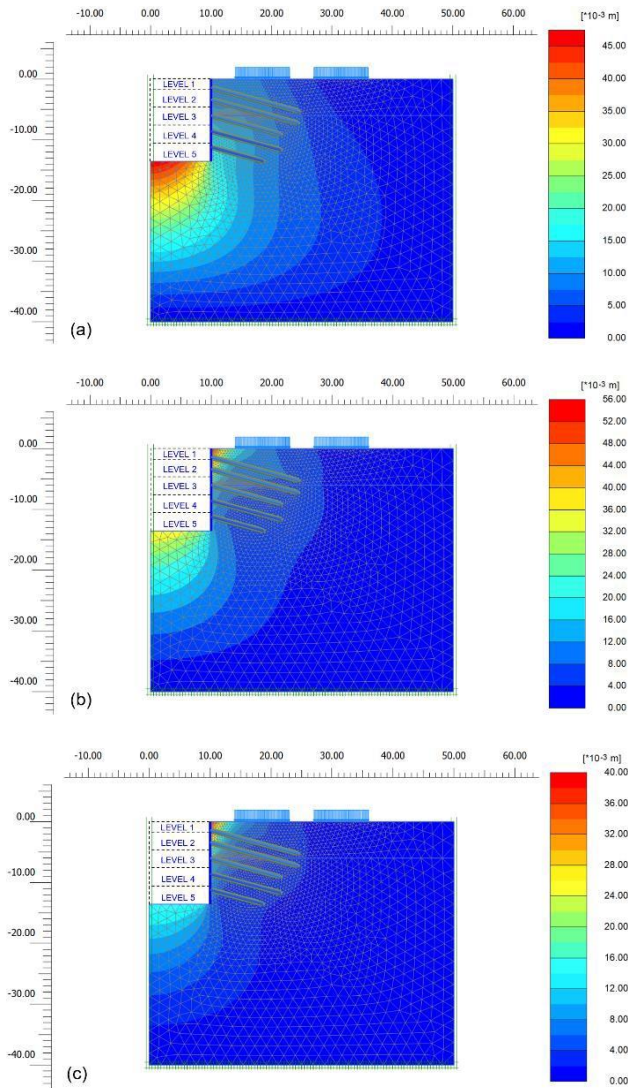 -10.00 0.00 10.00 20.00 30.00 40.00 50.00 60.00 [*10⁻³ m]
45.00
0.00
LEVEL 1
40.00
LEVEL 2
LEVEL 3
35.00
-10.00
LEVEL 4
LEVEL 5
30.00
25.00
-20.00
20.00
15.00
-30.00
10.00
5.00
-40.00
(a)
0.00
-10.00 0.00 10.00 20.00 30.00 40.00 50.00 60.00 [*10⁻³ m]
56.00
52.00
0.00
LEVEL 1
48.00
LEVEL 2
44.00
LEVEL 3
40.00
-10.00
LEVEL 4
36.00
LEVEL 5
32.00
28.00
-20.00
24.00
20.00
16.00
-30.00
12.00
8.00
4.00
-40.00
(b)
0.00
-10.00 0.00 10.00 20.00 30.00 40.00 50.00 60.00 [*10⁻³ m]
40.00
0.00
LEVEL 1
36.00
LEVEL 2
32.00
LEVEL 3
-10.00
28.00
LEVEL 4
LEVEL 5
24.00
20.00
-20.00
16.00
12.00
-30.00
8.00
4.00
-40.00
(c)
0.00